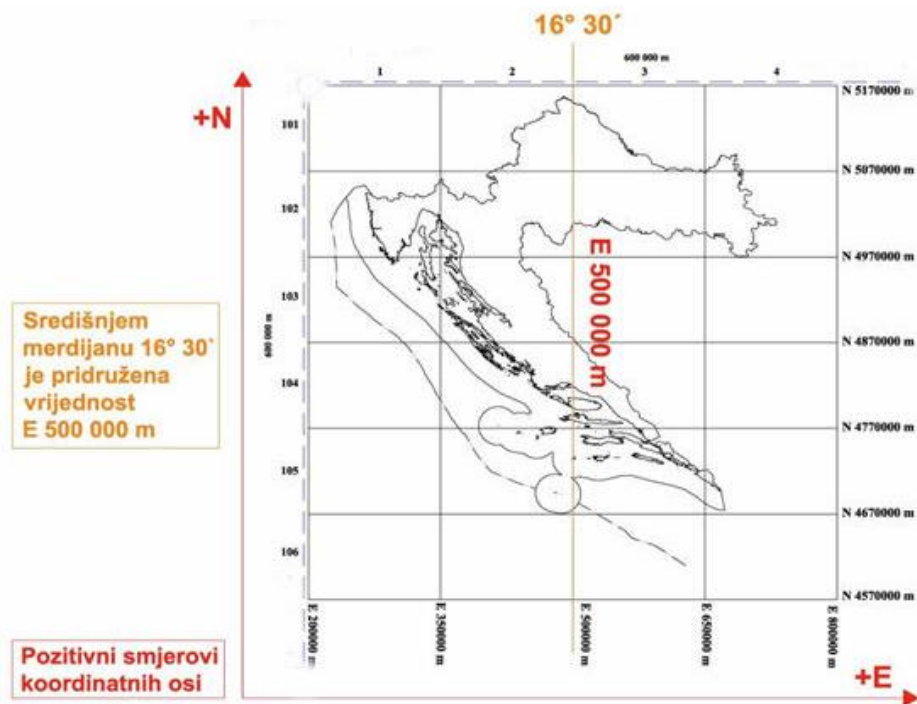 16° 30´
600 000 m
1 2 3 4
+N
N 5170000 m
101
N 5070000 m
102
N 4970000 m
103
E 500 000 m
600 000 m
N 4870000 m
104
N 4770000 m
105
N 4670000 m
106
N 4570000 m
Središnjem
merdijanu 16° 30´
je pridružena
vrijednost
E 500 000 m
E 200000 m
E 350000 m
E 500000 m
E 650000 m
E 800000 m
Pozitivni smjerovi
koordinatnih osi
+E